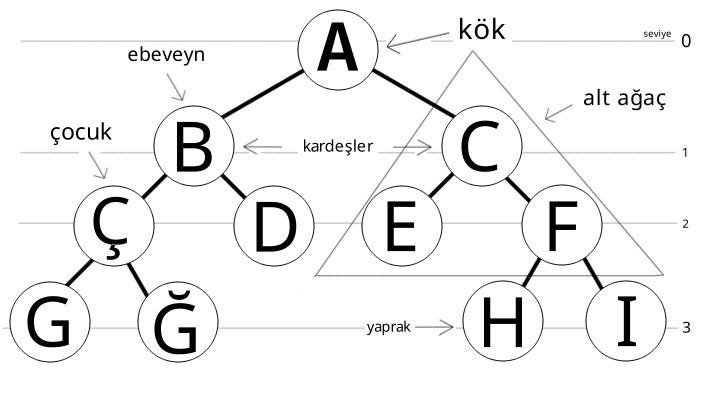 A
kök
seviye 0
ebeveyn
alt ağaç
çocuk
B
kardeşler
C
1
Ç
D
E
F
2
G
Ğ
yaprak
H
I
3